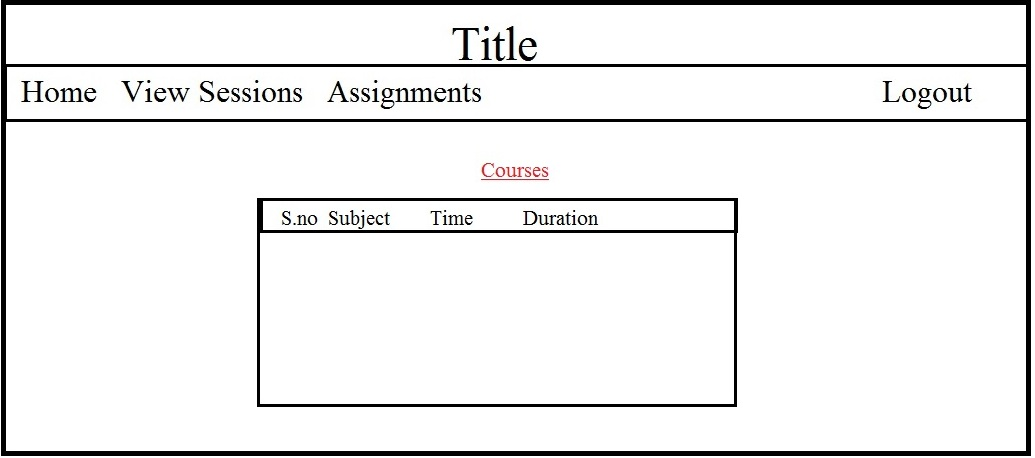 Title
Home View Sessions Assignments Logout
Courses
S.no Subject Time Duration